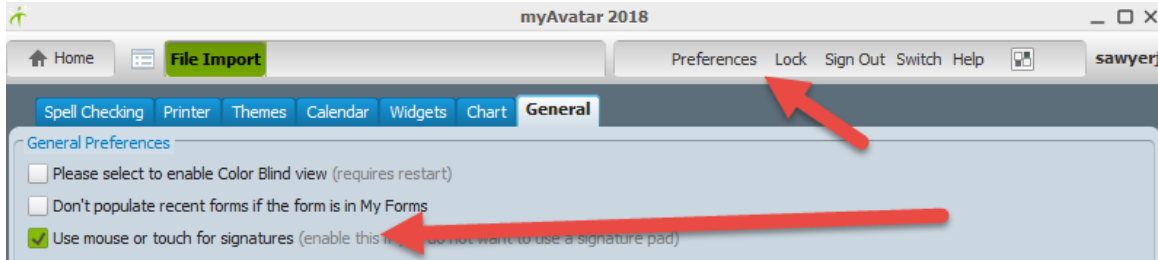 myAvatar 2018
Home File Import Preferences Lock Sign Out Switch Help sawyerj
Spell Checking Printer Themes Calendar Widgets Chart General
General Preferences
Please select to enable Color Blind view (requires restart)
Don't populate recent forms if the form is in My Forms
Use mouse or touch for signatures (enable this if do not want to use a signature pad)